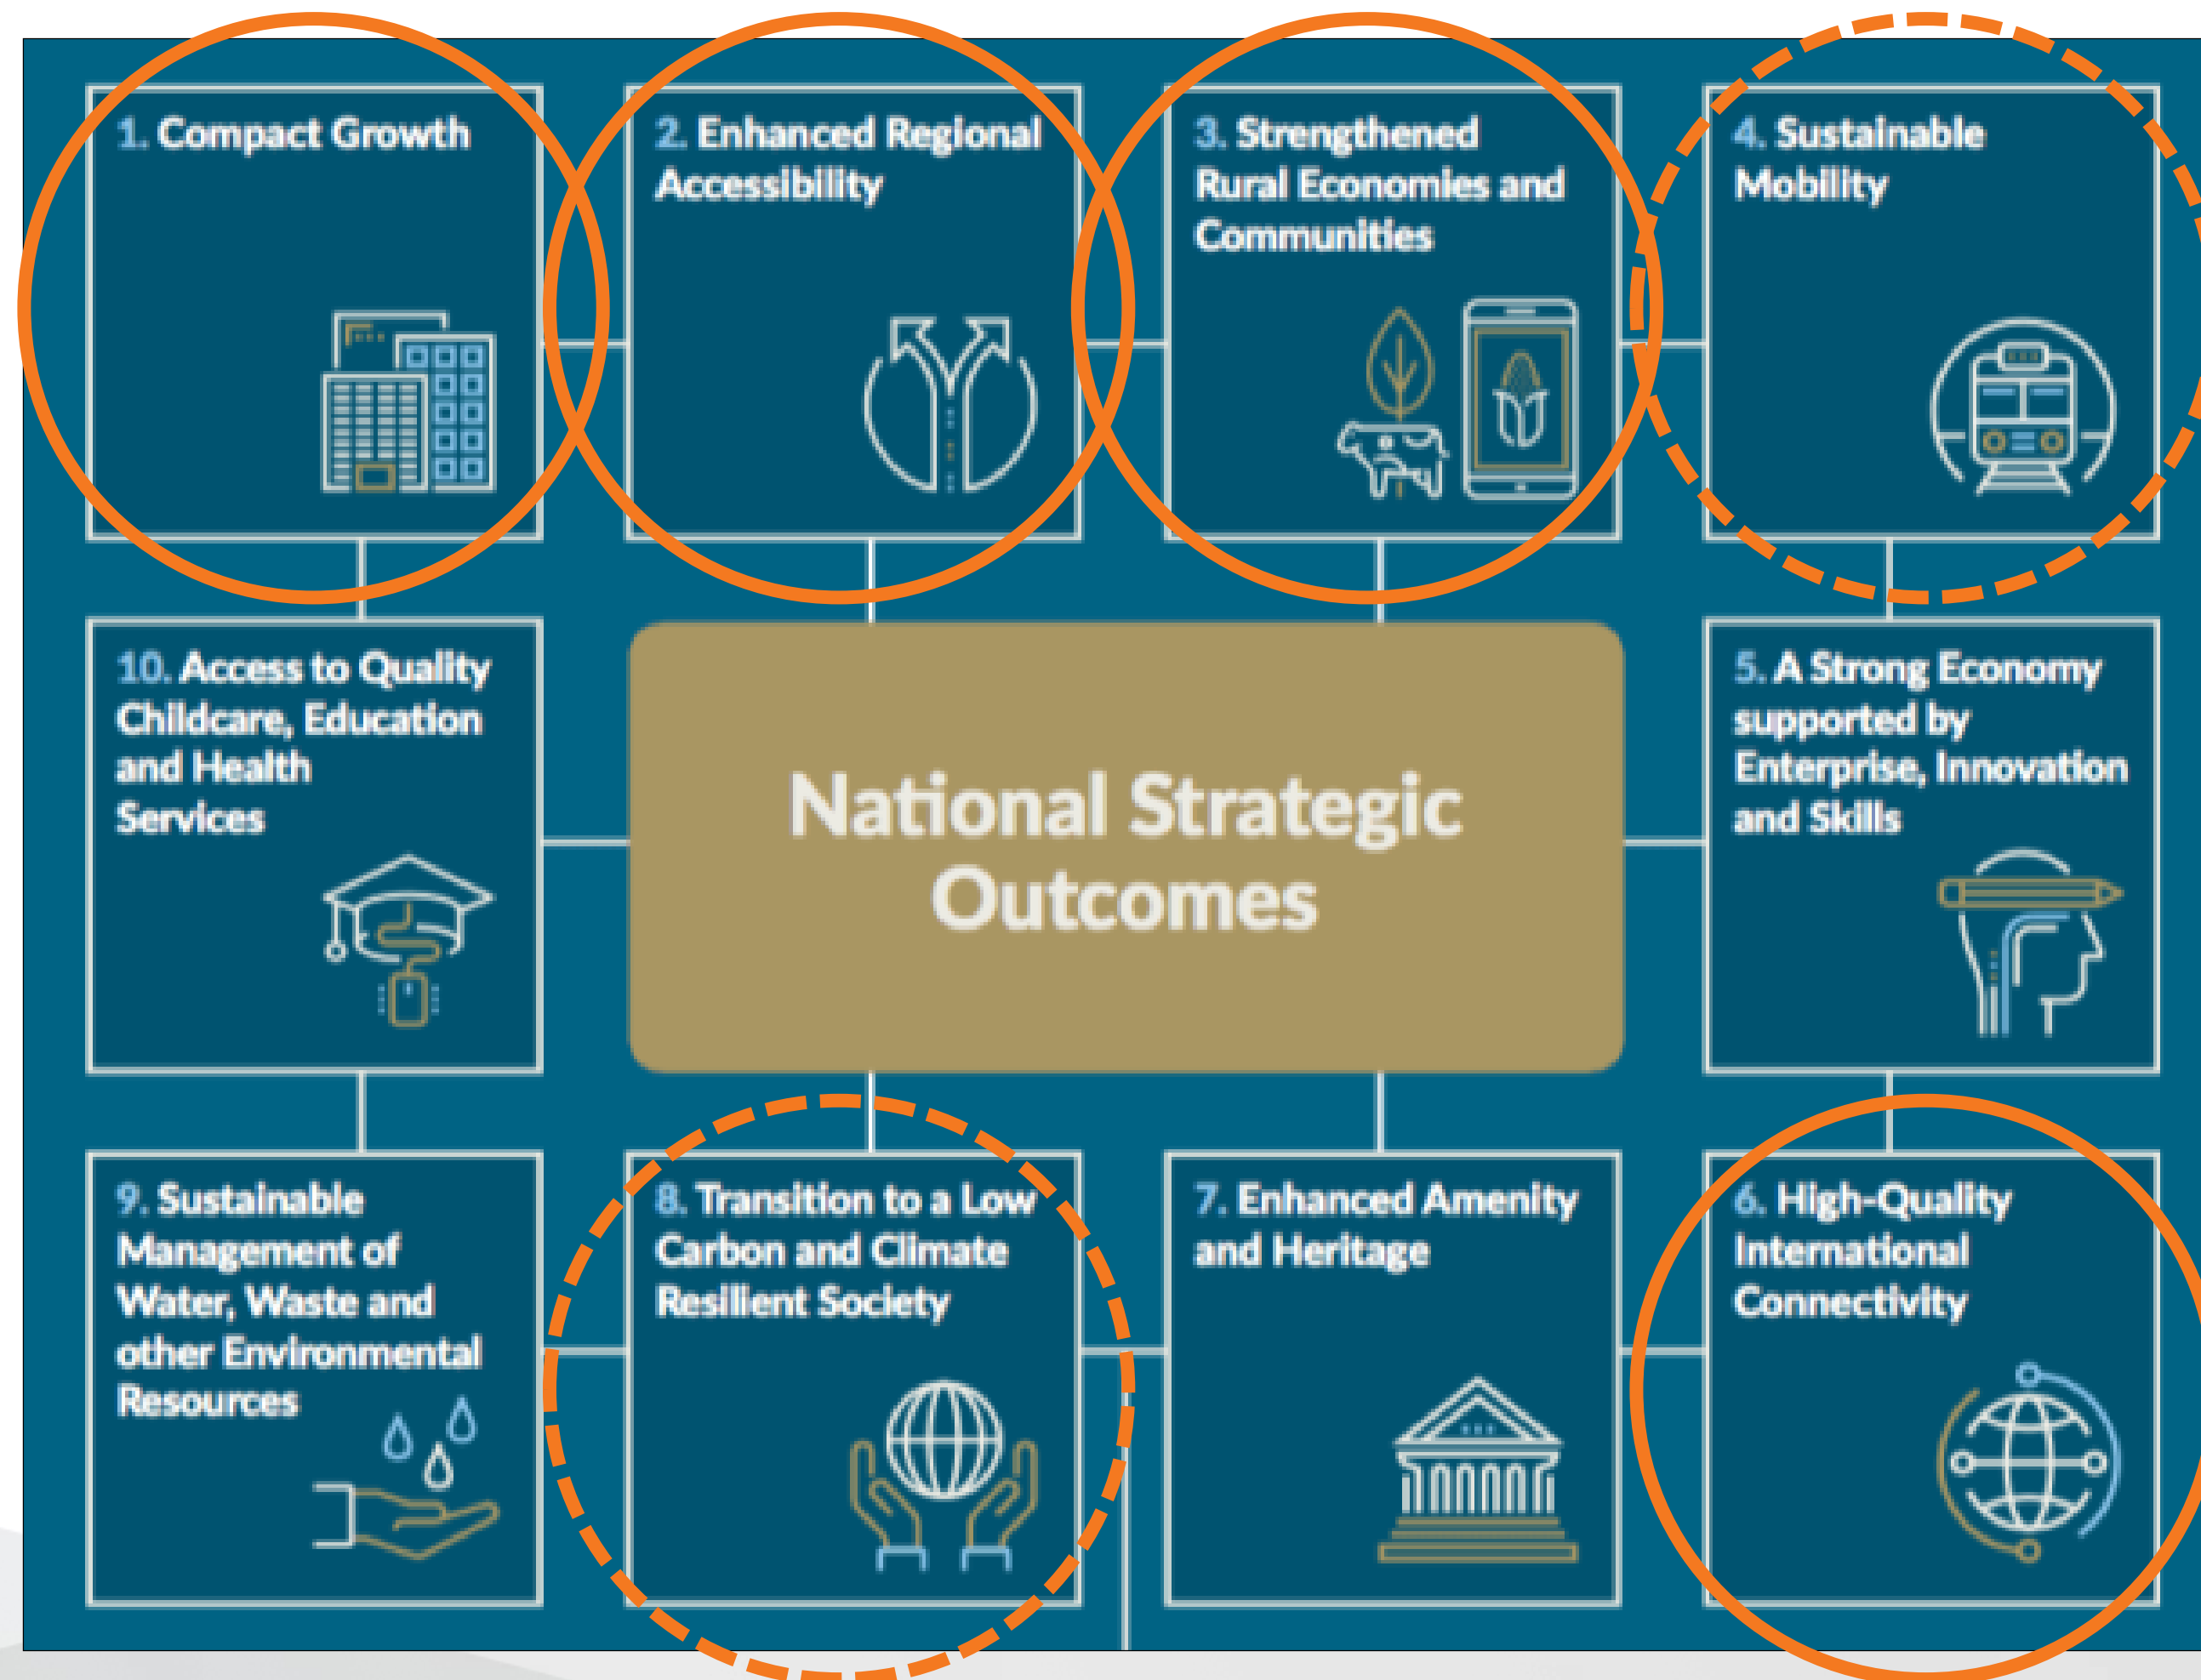 1. Compact Growth
2. Enhanced Regional
Accessibility
3. Strengthened
Rural Economies and
Communities
4. Sustainable
Mobility
10. Access to Quality
Childcare, Education
and Health
Services
National Strategic
Outcomes
5. A Strong Economy
supported by
Enterprise, Innovation
and Skills
9. Sustainable
Management of
Water, Waste and
other Environmental
Resources
8. Transition to a Low
Carbon and Climate
Resilient Society
7. Enhanced Amenity
and Heritage
6. High-Quality
International
Connectivity